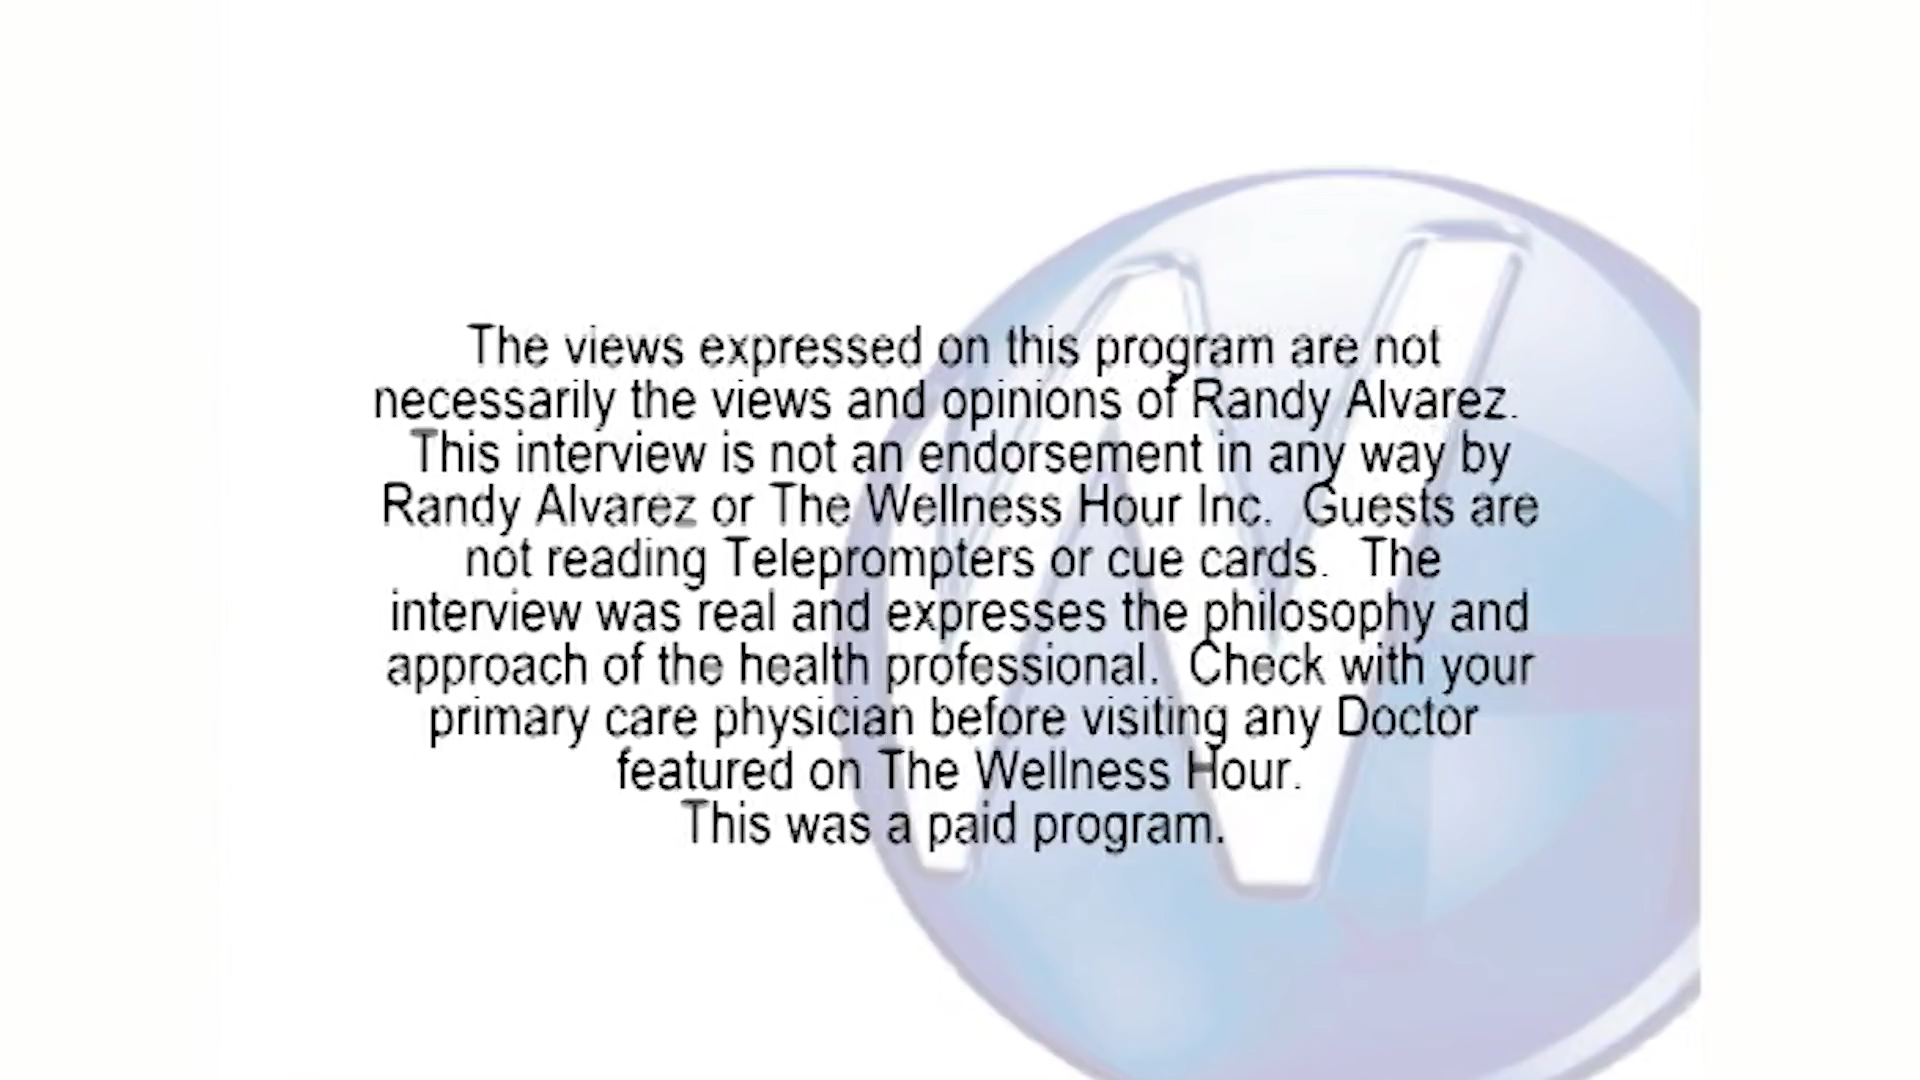 The views expressed on this program are not
necessarily the views and opinions of Randy Alvarez.
This interview is not an endorsement in any way by
Randy Alvarez or The Wellness Hour Inc.  Guests are
not reading Teleprompters or cue cards.  The
interview was real and expresses the philosophy and
approach of the health professional.  Check with your
primary care physician before visiting any Doctor
featured on The Wellness Hour.
This was a paid program.
W